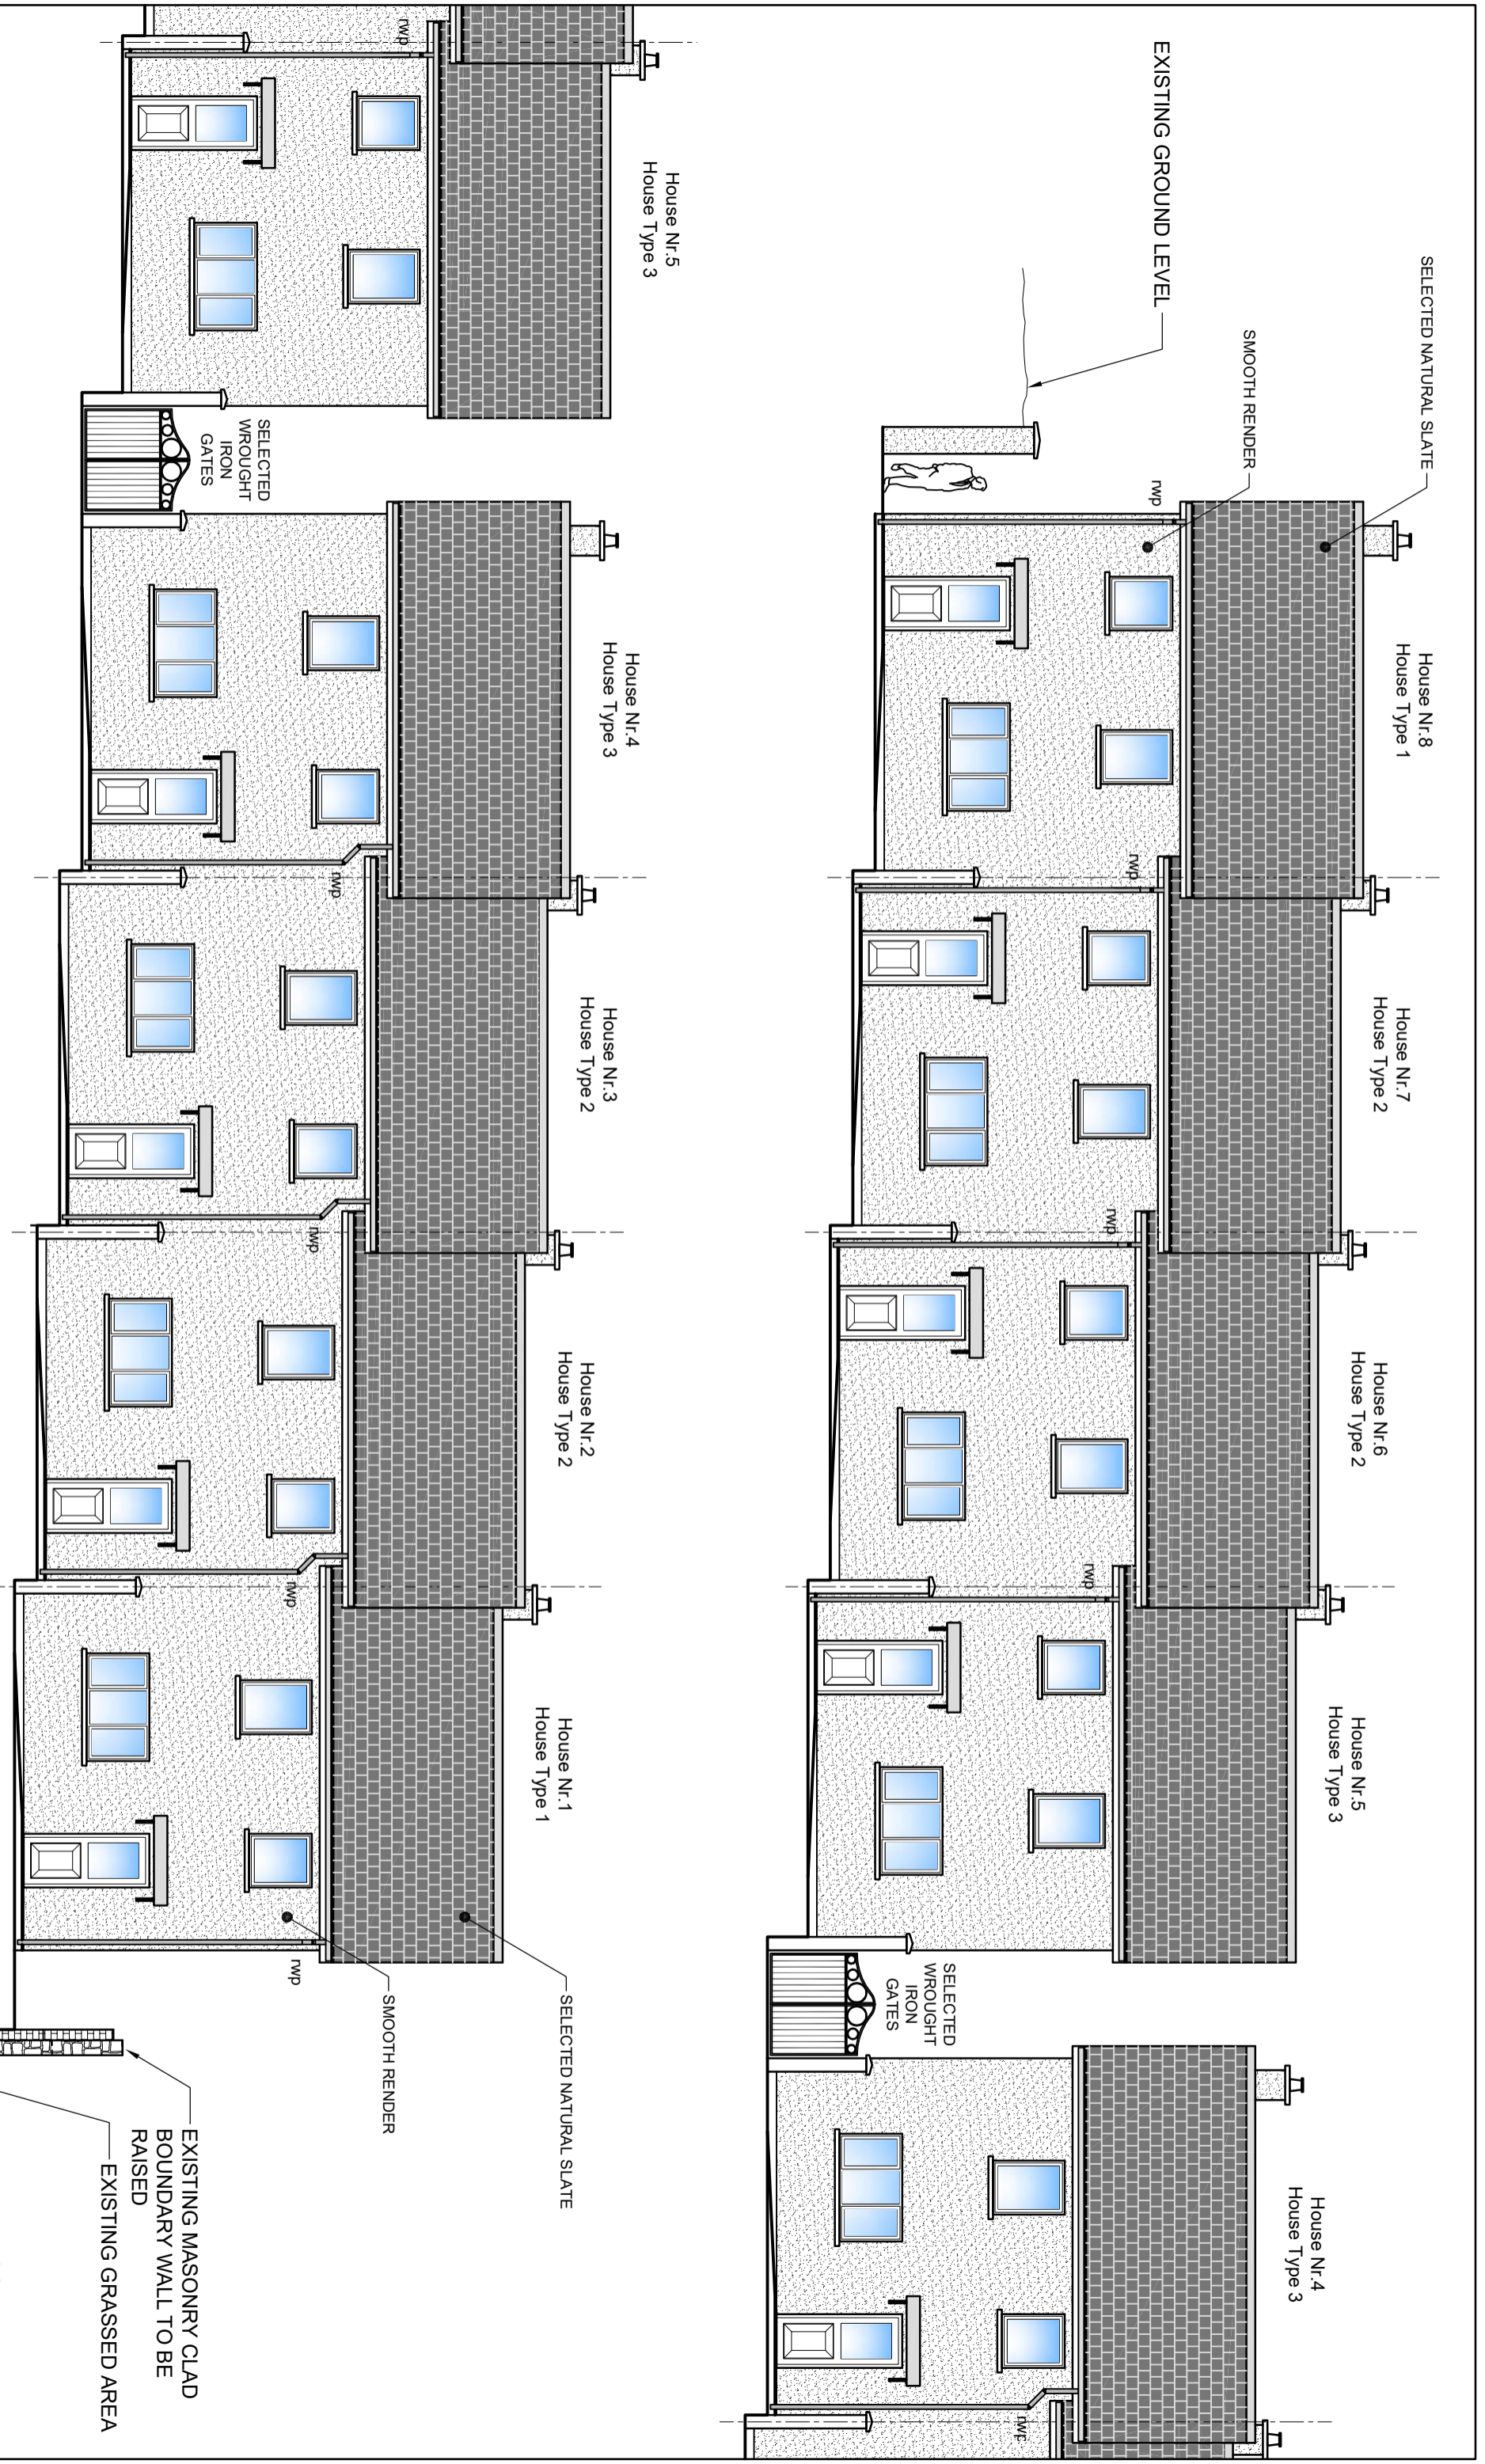 SELECTED NATURAL SLATE
SMOOTH RENDER
EXISTING GROUND LEVEL
House Nr.8
House Type 1
rwp
House Nr.7
House Type 2
rwp
House Nr.6
House Type 2
rwp
House Nr.5
House Type 3
rwp
SELECTED
WROUGHT
IRON
GATES
House Nr.4
House Type 3
rwp
House Nr.5
House Type 3
rwp
SELECTED
WROUGHT
IRON
GATES
House Nr.4
House Type 3
rwp
House Nr.3
House Type 2
rwp
House Nr.2
House Type 2
rwp
House Nr.1
House Type 1
rwp
SELECTED NATURAL SLATE
SMOOTH RENDER
EXISTING MASONRY CLAD
BOUNDARY WALL TO BE
RAISED
EXISTING GRASSED AREA